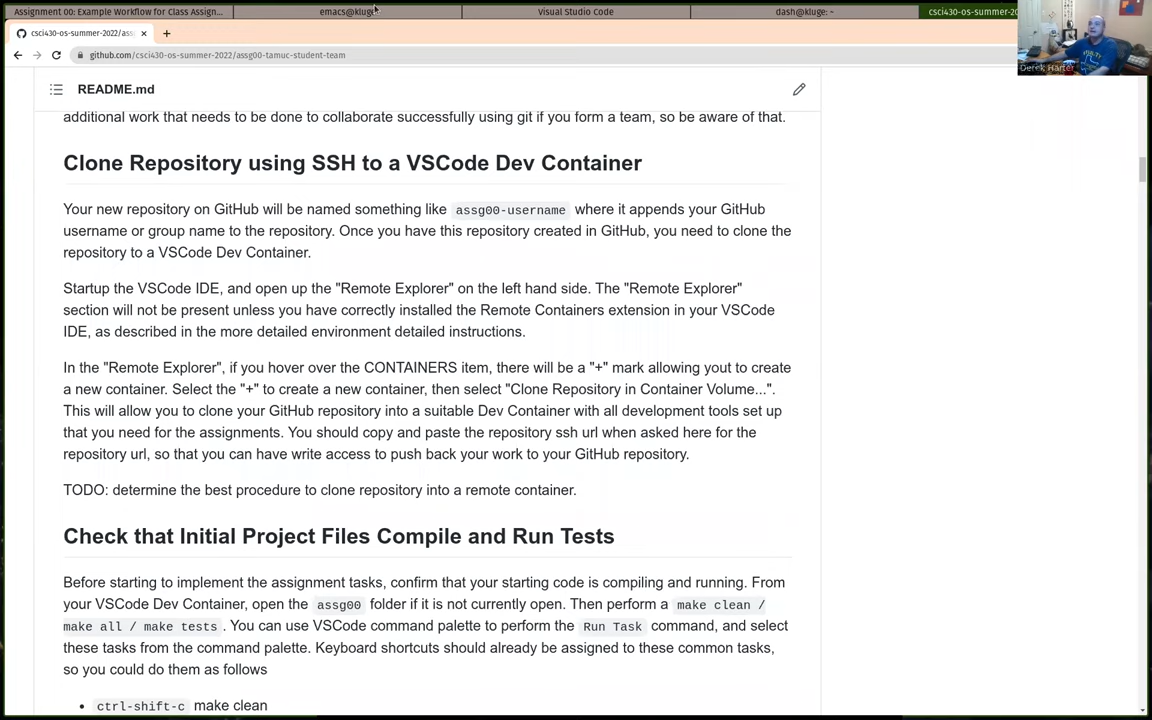 Assignment 00: Example Workflow for Class Assign...
emacs@kluge
Visual Studio Code
dash@kluge: ~
csci430-os-summer-20
csci430-os-summer-2022/ass
github.com/csci430-os-summer-2022/assg00-tamuc-student-team
Derek Harter
README.md
additional work that needs to be done to collaborate successfully using git if you form a team, so be aware of that.
Clone Repository using SSH to a VSCode Dev Container
Your new repository on GitHub will be named something like assg00-username where it appends your GitHub
username or group name to the repository. Once you have this repository created in GitHub, you need to clone the
repository to a VSCode Dev Container.
Startup the VSCode IDE, and open up the "Remote Explorer" on the left hand side. The "Remote Explorer"
section will not be present unless you have correctly installed the Remote Containers extension in your VSCode
IDE, as described in the more detailed environment detailed instructions.
In the "Remote Explorer", if you hover over the CONTAINERS item, there will be a "+" mark allowing yout to create
a new container. Select the "+" to create a new container, then select "Clone Repository in Container Volume...".
This will allow you to clone your GitHub repository into a suitable Dev Container with all development tools set up
that you need for the assignments. You should copy and paste the repository ssh url when asked here for the
repository url, so that you can have write access to push back your work to your GitHub repository.
TODO: determine the best procedure to clone repository into a remote container.
Check that Initial Project Files Compile and Run Tests
Before starting to implement the assignment tasks, confirm that your starting code is compiling and running. From
your VSCode Dev Container, open the assg00 folder if it is not currently open. Then perform a make clean /
make all / make tests . You can use VSCode command palette to perform the Run Task command, and select
these tasks from the command palette. Keyboard shortcuts should already be assigned to these common tasks,
so you could do them as follows
• ctrl-shift-c make clean